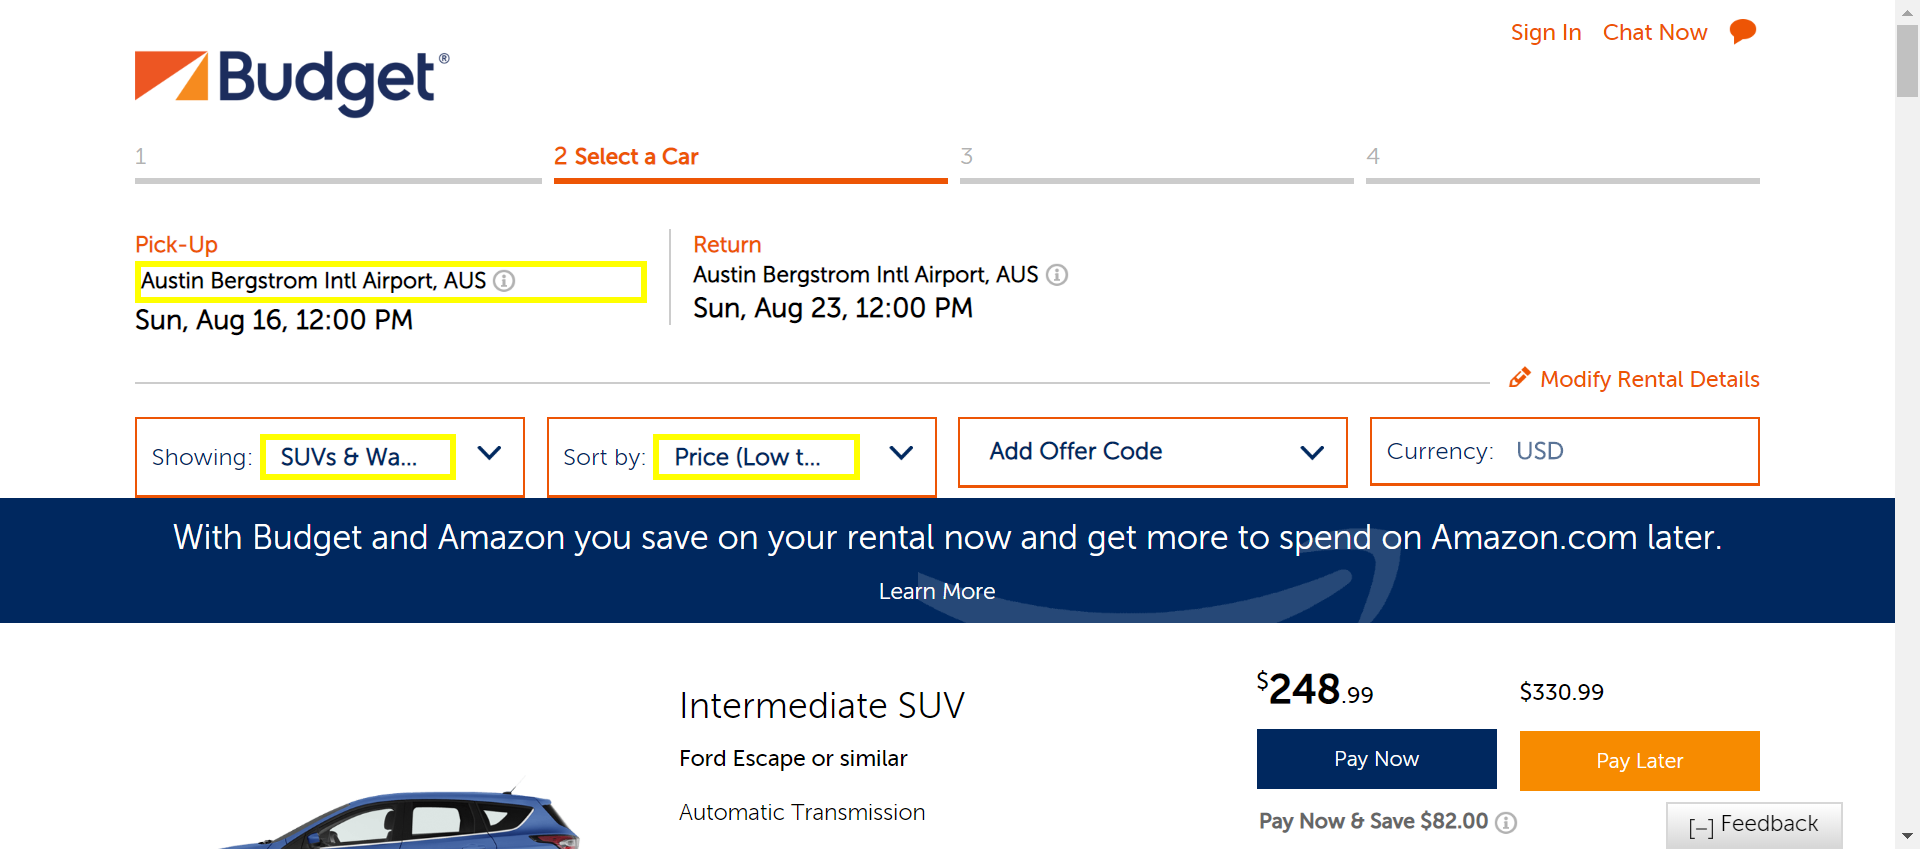 Sign In Chat Now
Budget®
1
2 Select a Car
3
4
Pick-Up
Austin Bergstrom Intl Airport, AUS
Sun, Aug 16, 12:00 PM
Return
Austin Bergstrom Intl Airport, AUS
Sun, Aug 23, 12:00 PM
Modify Rental Details
Showing: SUVs & Wa...
Sort by: Price (Low t...
Add Offer Code
Currency: USD
With Budget and Amazon you save on your rental now and get more to spend on Amazon.com later.
Learn More
Intermediate SUV
Ford Escape or similar
Automatic Transmission
$248.99
Pay Now
Pay Now & Save $82.00
$330.99
Pay Later
[–] Feedback